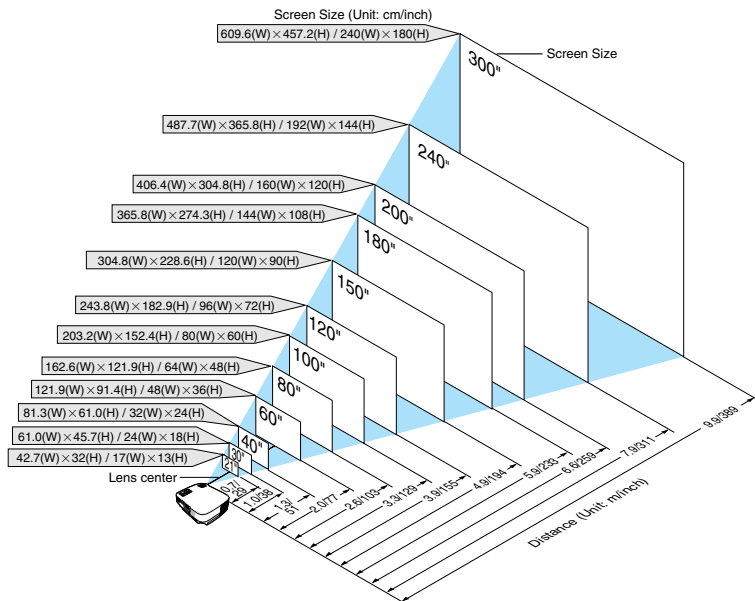 Screen Size (Unit: cm/inch)
609.6(W)×457.2(H) / 240(W)×180(H)
Screen Size
300"
487.7(W)×365.8(H) / 192(W)×144(H)
240"
406.4(W)×304.8(H) / 160(W)×120(H)
200"
365.8(W)×274.3(H) / 144(W)×108(H)
180"
304.8(W)×228.6(H) / 120(W)×90(H)
150"
243.8(W)×182.9(H) / 96(W)×72(H)
120"
203.2(W)×152.4(H) / 80(W)×60(H)
100"
162.6(W)×121.9(H) / 64(W)×48(H)
80"
121.9(W)×91.4(H) / 48(W)×36(H)
60"
81.3(W)×61.0(H) / 32(W)×24(H)
40"
61.0(W)×45.7(H) / 24(W)×18(H)
30"
42.7(W)×32(H) / 17(W)×13(H)
21"
Lens center
0.7/
29
1.0/38
1.3/
51
2.0/77
2.6/103
3.3/129
3.9/155
4.9/194
5.9/233
6.6/259
7.9/311
9.9/389
Distance (Unit: m/inch)